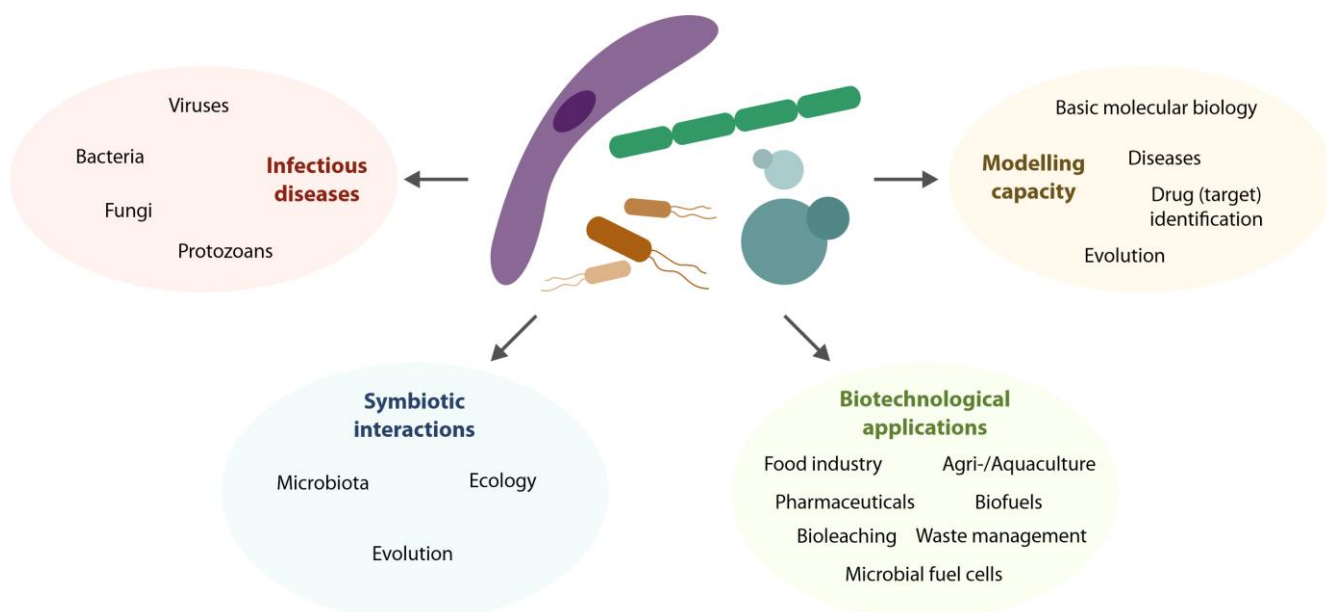 Viruses
Bacteria
Infectious
diseases
Fungi
Protozoans
Basic molecular biology
Modelling
capacity
Diseases
Drug (target)
identification
Evolution
Symbiotic
interactions
Microbiota
Ecology
Evolution
Biotechnological
applications
Food industry
Agri-/Aquaculture
Pharmaceuticals
Biofuels
Bioleaching
Waste management
Microbial fuel cells